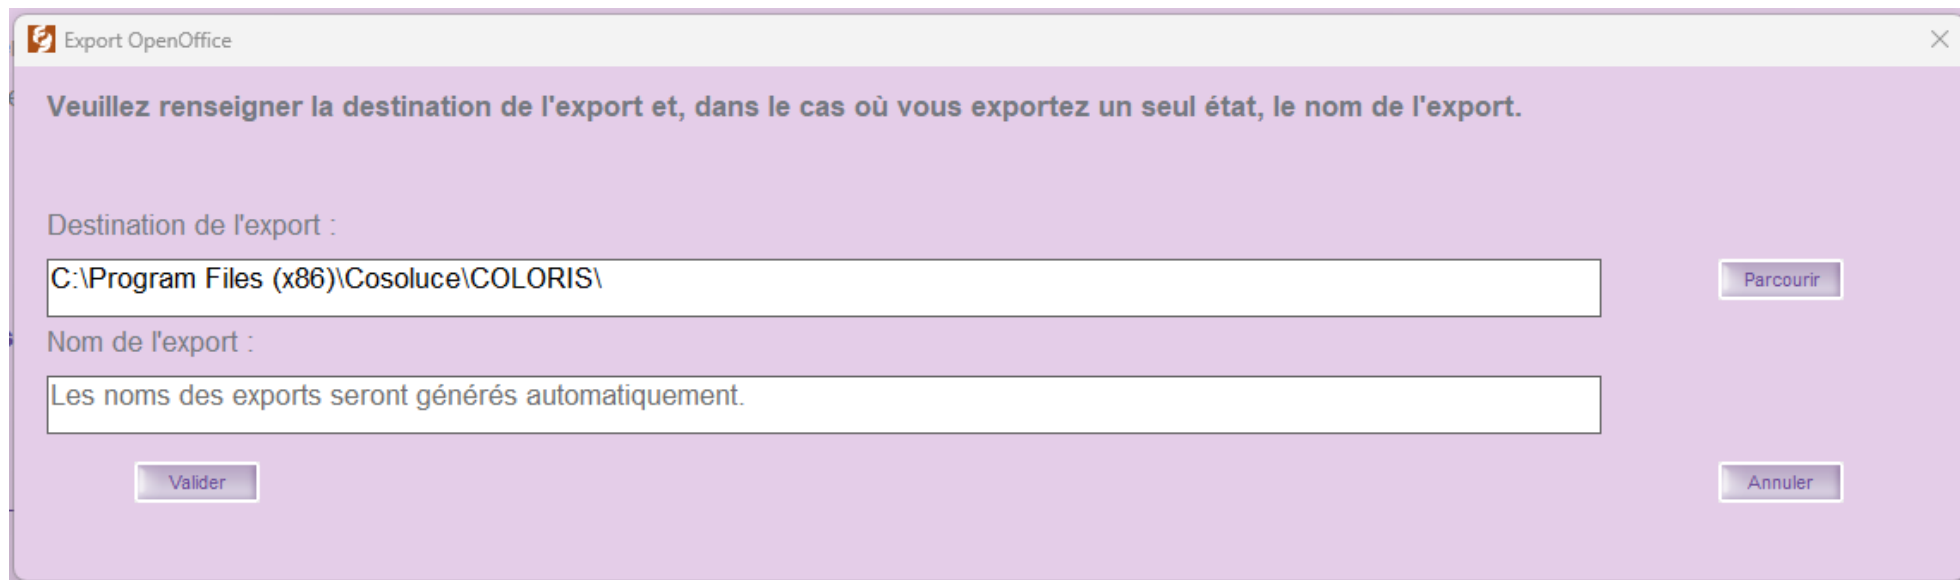 Export OpenOffice
Veuillez renseigner la destination de l'export et, dans le cas où vous exportez un seul état, le nom de l'export.
Destination de l'export :
C:\Program Files (x86)\Cosoluce\COLORIS\
Parcourir
Nom de l'export :
Les noms des exports seront générés automatiquement.
Valider
Annuler